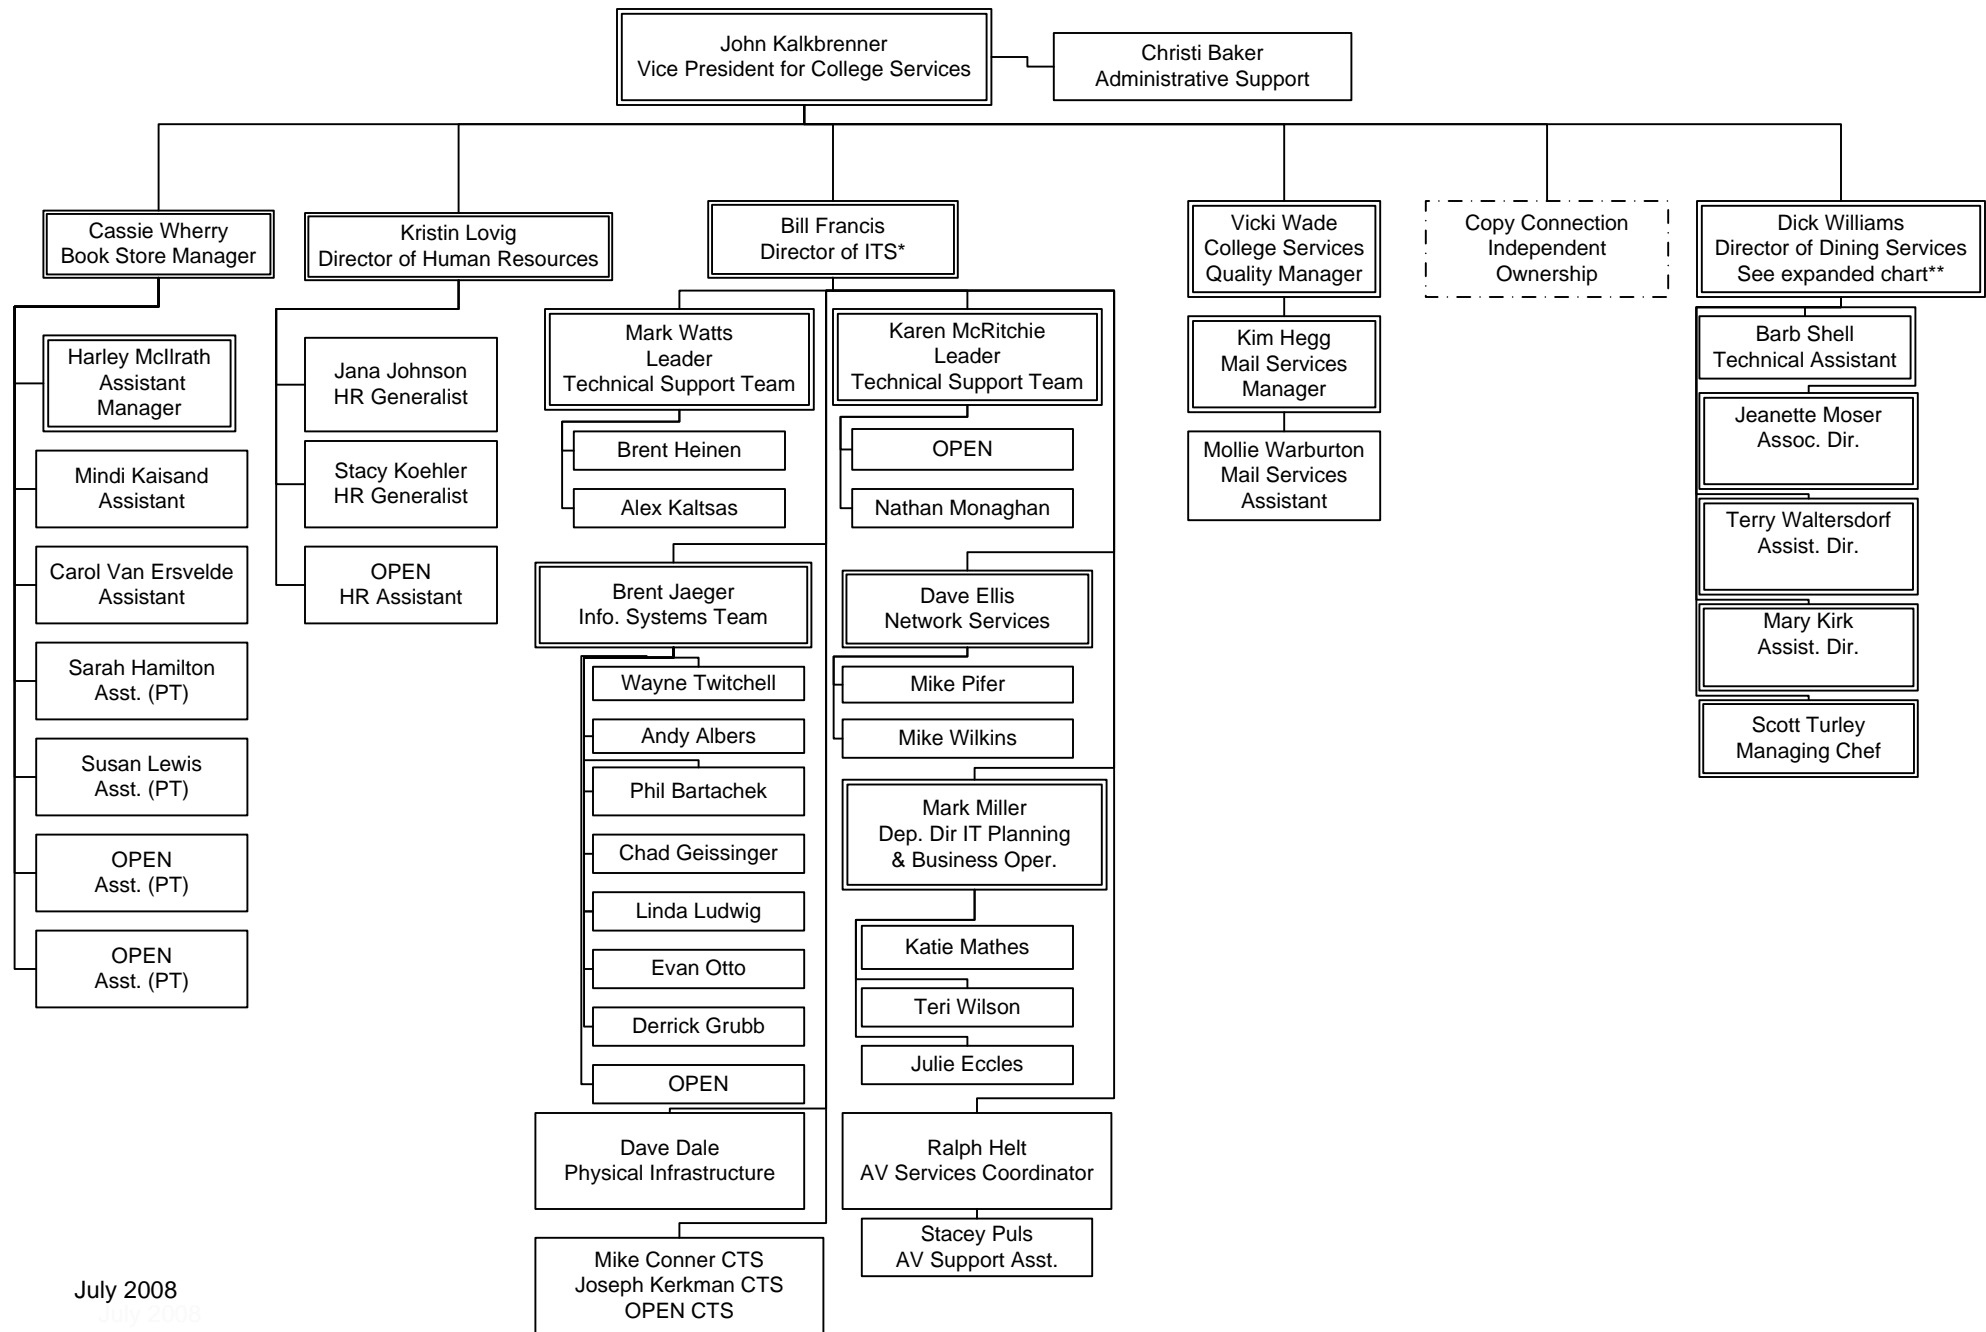 John Kalkbrenner
Vice President for College Services
Christi Baker
Administrative Support
Cassie Wherry
Book Store Manager
Harley McIlrath
Assistant
Manager
Mindi Kaisand
Assistant
Carol Van Ersvelde
Assistant
Sarah Hamilton
Asst. (PT)
Susan Lewis
Asst. (PT)
OPEN
Asst. (PT)
OPEN
Asst. (PT)
Kristin Lovig
Director of Human Resources
Jana Johnson
HR Generalist
Stacy Koehler
HR Generalist
OPEN
HR Assistant
Bill Francis
Director of ITS*
Mark Watts
Leader
Technical Support Team
Brent Heinen
Alex Kaltsas
Karen McRitchie
Leader
Technical Support Team
OPEN
Nathan Monaghan
Brent Jaeger
Info. Systems Team
Wayne Twitchell
Andy Albers
Phil Bartachek
Chad Geissinger
Linda Ludwig
Evan Otto
Derrick Grubb
OPEN
Dave Ellis
Network Services
Mike Pifer
Mike Wilkins
Mark Miller
Dep. Dir IT Planning
& Business Oper.
Katie Mathes
Teri Wilson
Julie Eccles
Dave Dale
Physical Infrastructure
Ralph Helt
AV Services Coordinator
Stacey Puls
AV Support Asst.
Mike Conner CTS
Joseph Kerkman CTS
OPEN CTS
Vicki Wade
College Services
Quality Manager
Kim Hegg
Mail Services
Manager
Mollie Warburton
Mail Services
Assistant
Copy Connection
Independent
Ownership
Dick Williams
Director of Dining Services
See expanded chart**
Barb Shell
Technical Assistant
Jeanette Moser
Assoc. Dir.
Terry Waltersdorf
Assist. Dir.
Mary Kirk
Assist. Dir.
Scott Turley
Managing Chef
July 2008
July 2008